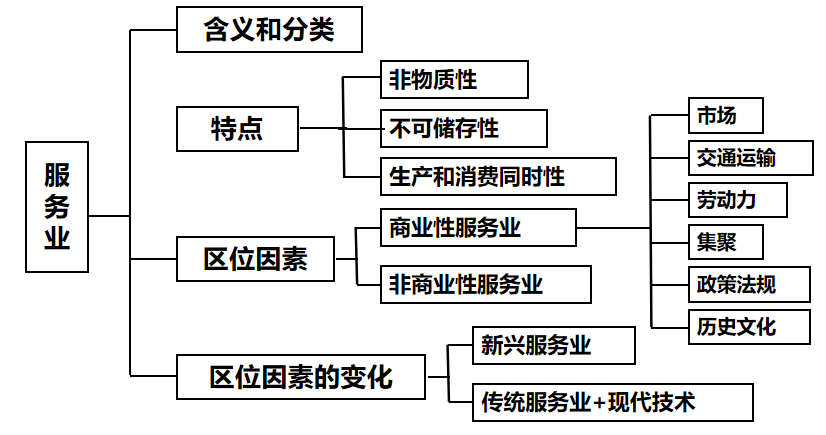 服务业
含义和分类
特点
非物质性
不可储存性
生产和消费同时性
区位因素
商业性服务业
非商业性服务业
市场
交通运输
劳动力
集聚
政策法规
历史文化
区位因素的变化
新兴服务业
传统服务业+现代技术